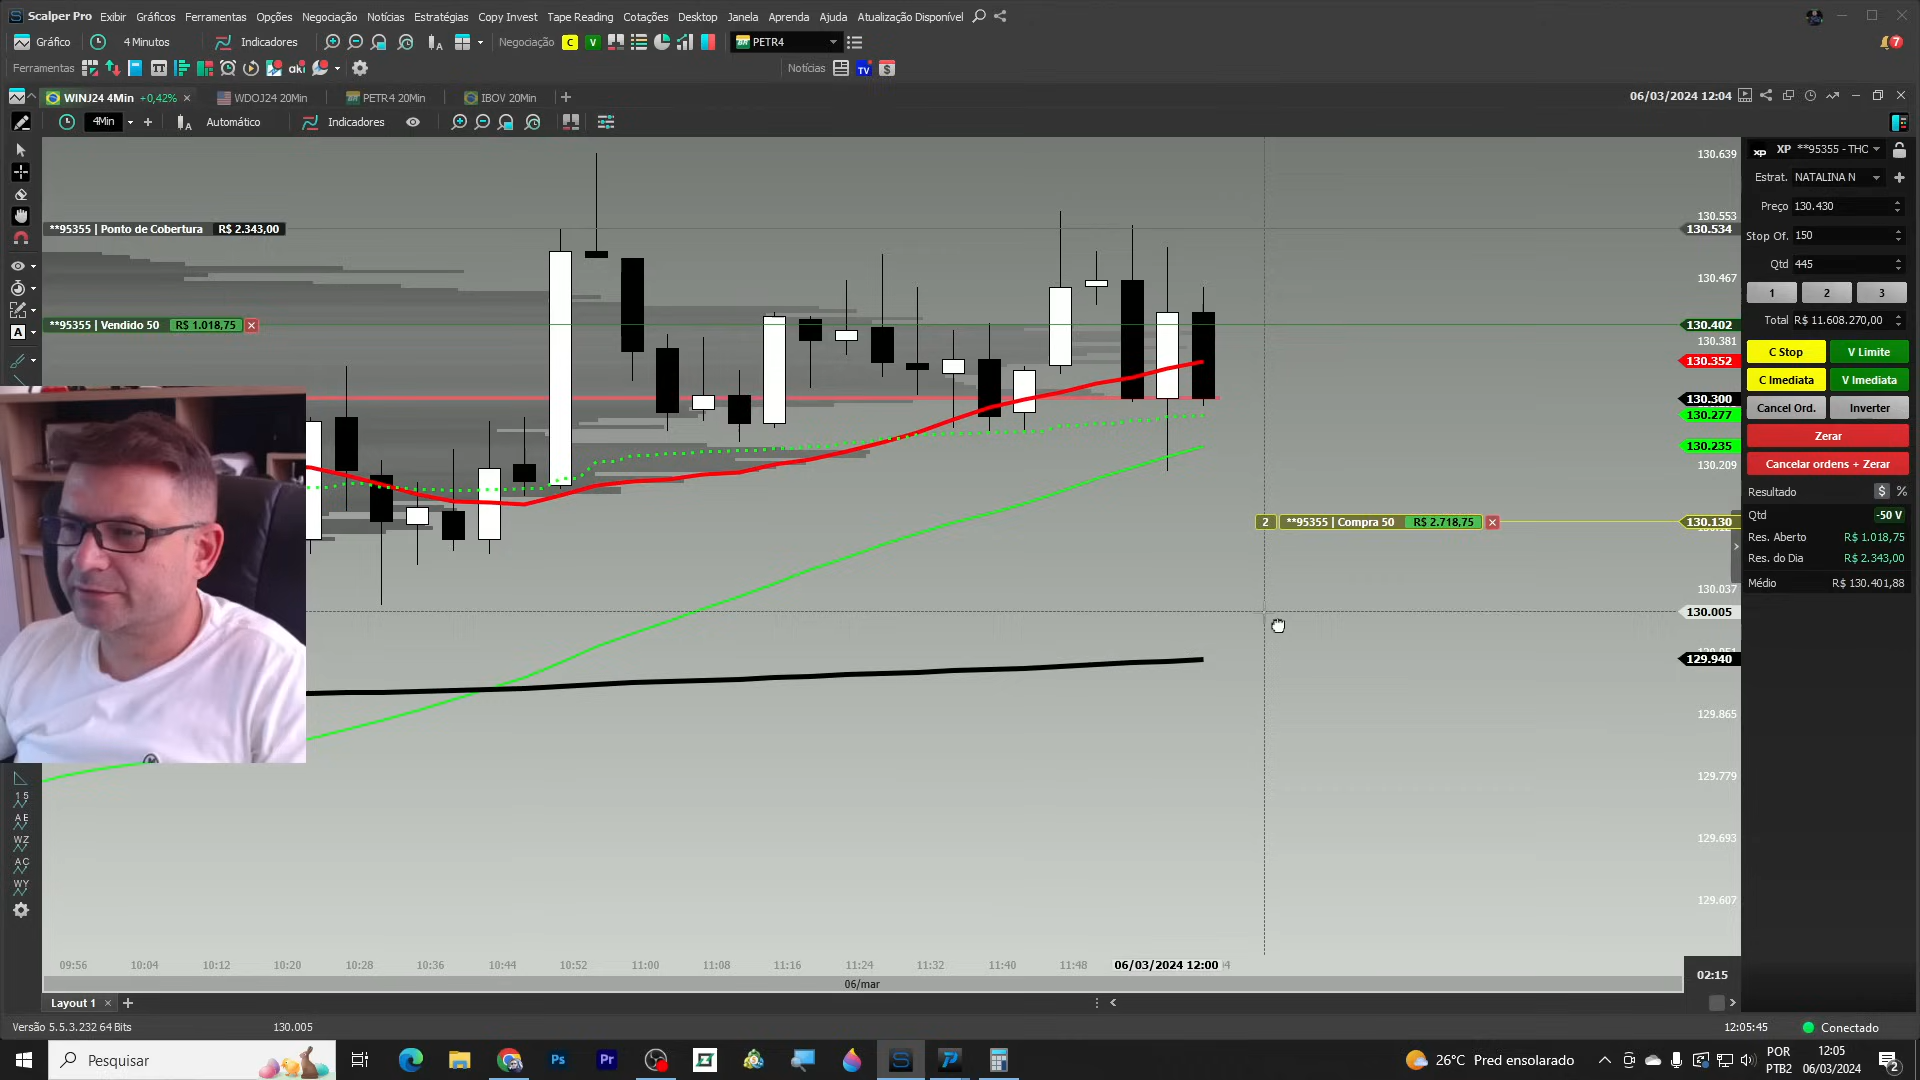 Scalper Pro Exibir Gráficos Ferramentas Opções Negociação Notícias Estratégias Copy Invest Tape Reading Cotações Desktop Janela Aprenda Ajuda Atualização Disponível
Gráfico 4 Minutos Indicadores Negociação C V PETR4 7
Ferramentas Notícias
WINJ24 4Min +0,42% WDOJ24 20Min PETR4 20Min IBOV 20Min 06/03/2024 12:04
4Min Automático Indicadores
XP **95355 - THC
Estrat. NATALINA N
Preço 130.430
Stop Of. 150
Qtd 445
1 2 3
Total R$ 11.608.270,00
C Stop V Limite
C Imediata V Imediata
Cancel Ord. Inverter
Zerar
Cancelar ordens + Zerar
Resultado $ %
Qtd -50 V
Res. Aberto R$ 1.018,75
Res. do Dia R$ 2.343,00
Médio R$ 130.401,88
130.639
130.553
**95355 | Ponto de Cobertura R$ 2.343,00 130.534
130.467
**95355 | Vendido 50 R$ 1.018,75 130.402
130.381
130.352
130.300
130.277
130.235
130.209
2 **95355 | Compra 50 R$ 2.718,75 130.130
130.037
130.005
129.940
129.865
129.779
129.693
129.607
15
AE
WZ
AC
WY
09:56 10:04 10:12 10:20 10:28 10:36 10:44 10:52 11:00 11:08 11:16 11:24 11:32 11:40 11:48 06/03/2024 12:00
06/mar
02:15
Layout 1
Versão 5.5.3.232 64 Bits 130.005 12:05:45 Conectado
Pesquisar 26°C Pred ensolarado POR PTB2 12:05 06/03/2024 2